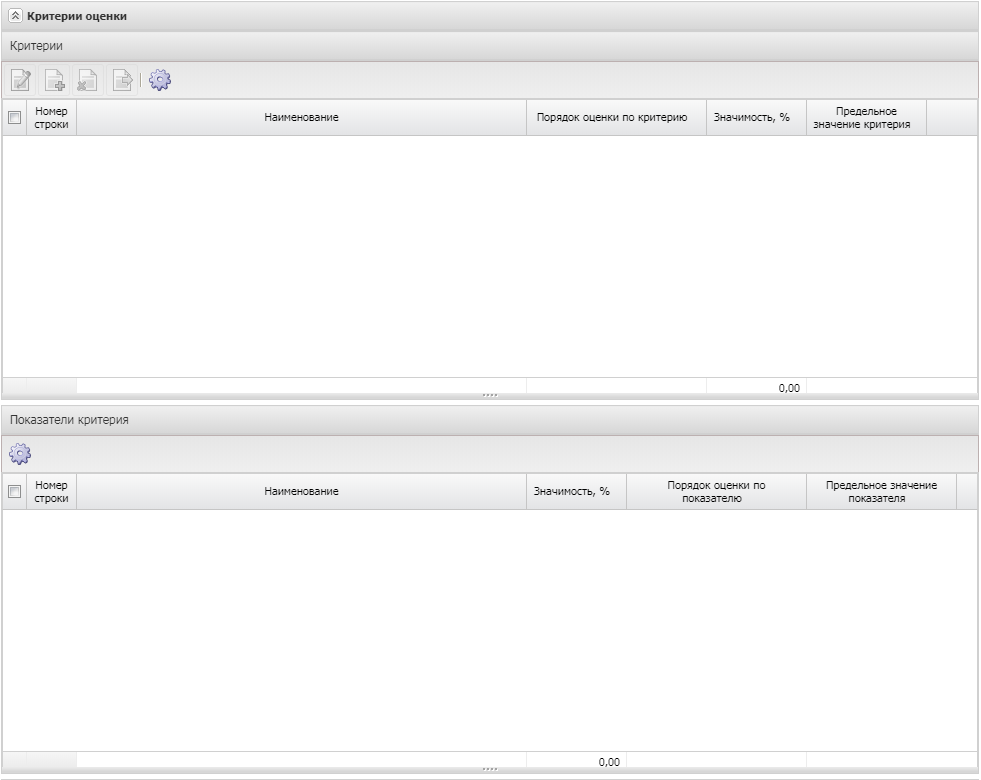 Критерии оценки
Критерии
Номер строки
Наименование
Порядок оценки по критерию
Значимость, %
Предельное значение критерия
0,00
Показатели критерия
Номер строки
Наименование
Значимость, %
Порядок оценки по показателю
Предельное значение показателя
0,00